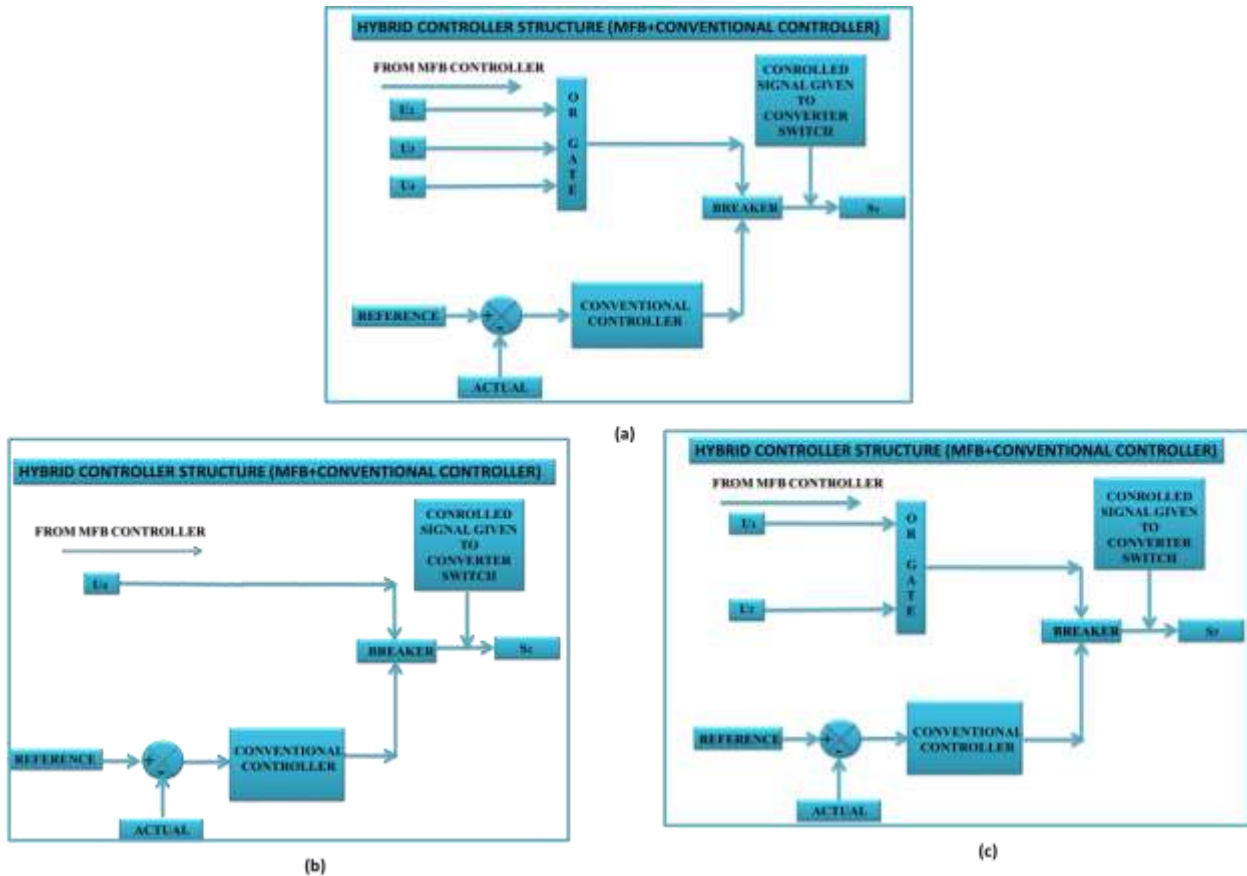 HYBRID CONTROLLER STRUCTURE (MFB+CONVENTIONAL CONTROLLER)
FROM MFB CONTROLLER
CONROLLED
SIGNAL GIVEN
TO
CONVERTER
SWITCH
OR GATE
BREAKER
REFERENCE
+
-
CONVENTIONAL
CONTROLLER
ACTUAL
(a)
HYBRID CONTROLLER STRUCTURE (MFB+CONVENTIONAL CONTROLLER)
FROM MFB CONTROLLER
CONROLLED
SIGNAL GIVEN
TO
CONVERTER
SWITCH
BREAKER
REFERENCE
+
-
CONVENTIONAL
CONTROLLER
ACTUAL
(b)
HYBRID CONTROLLER STRUCTURE (MFB+CONVENTIONAL CONTROLLER)
FROM MFB CONTROLLER
CONROLLED
SIGNAL GIVEN
TO
CONVERTER
SWITCH
OR GATE
BREAKER
REFERENCE
+
-
CONVENTIONAL
CONTROLLER
ACTUAL
(c)